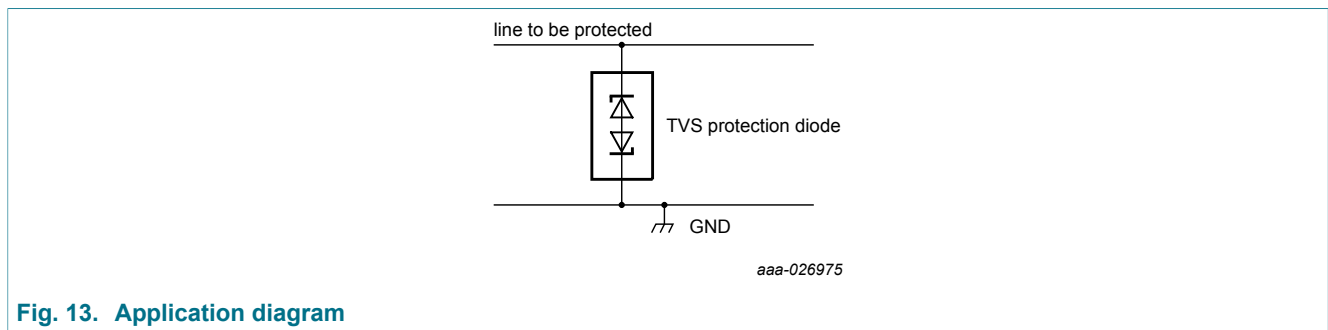 line to be protected
TVS protection diode
GND
aaa-026975
Fig. 13. Application diagram